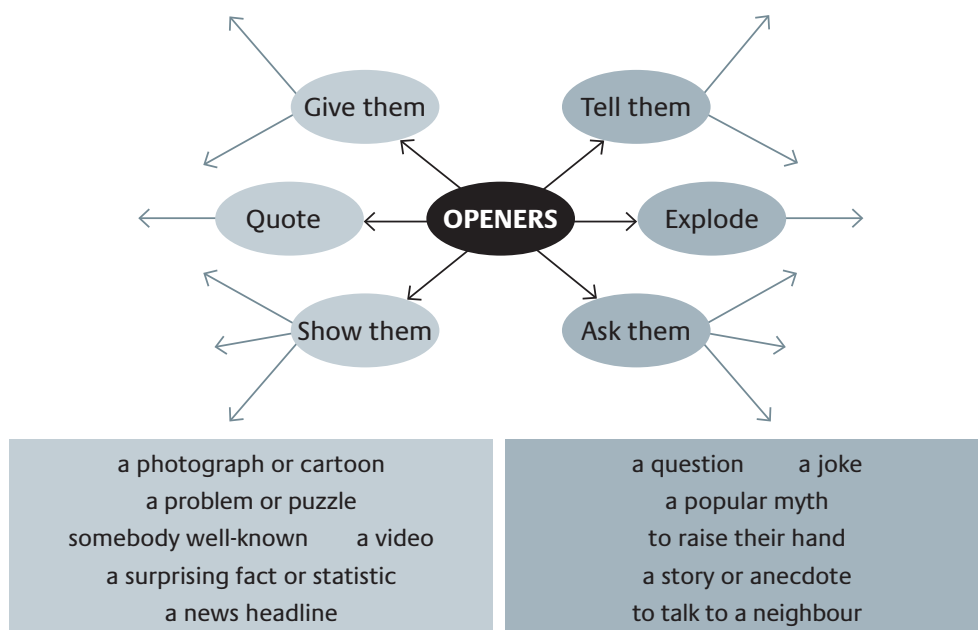 Give them
Tell them
Quote
OPENERS
Explode
Show them
Ask them
a photograph or cartoon
a problem or puzzle
somebody well-known a video
a surprising fact or statistic
a news headline
a question a joke
a popular myth
to raise their hand
a story or anecdote
to talk to a neighbour